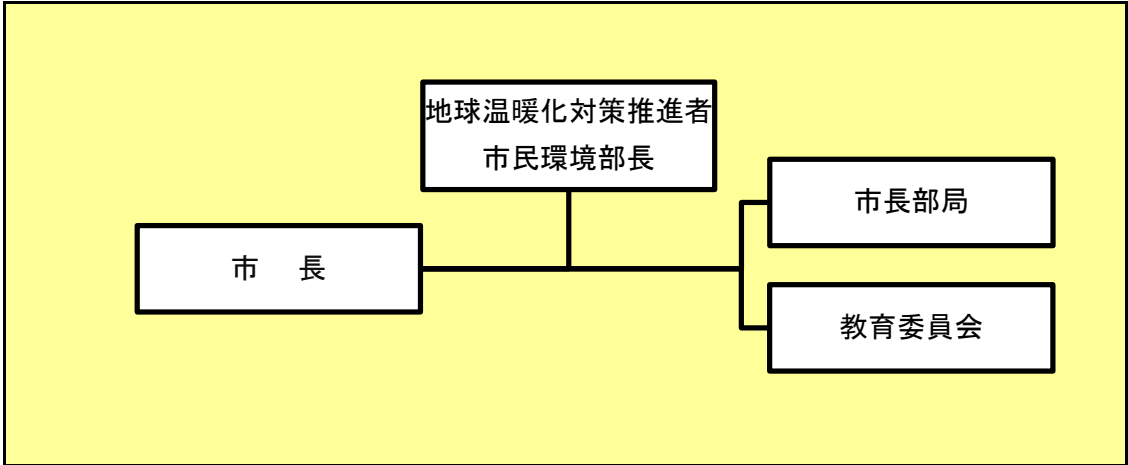 地球温暖化対策推進者
市民環境部長
市長部局
市　長
教育委員会